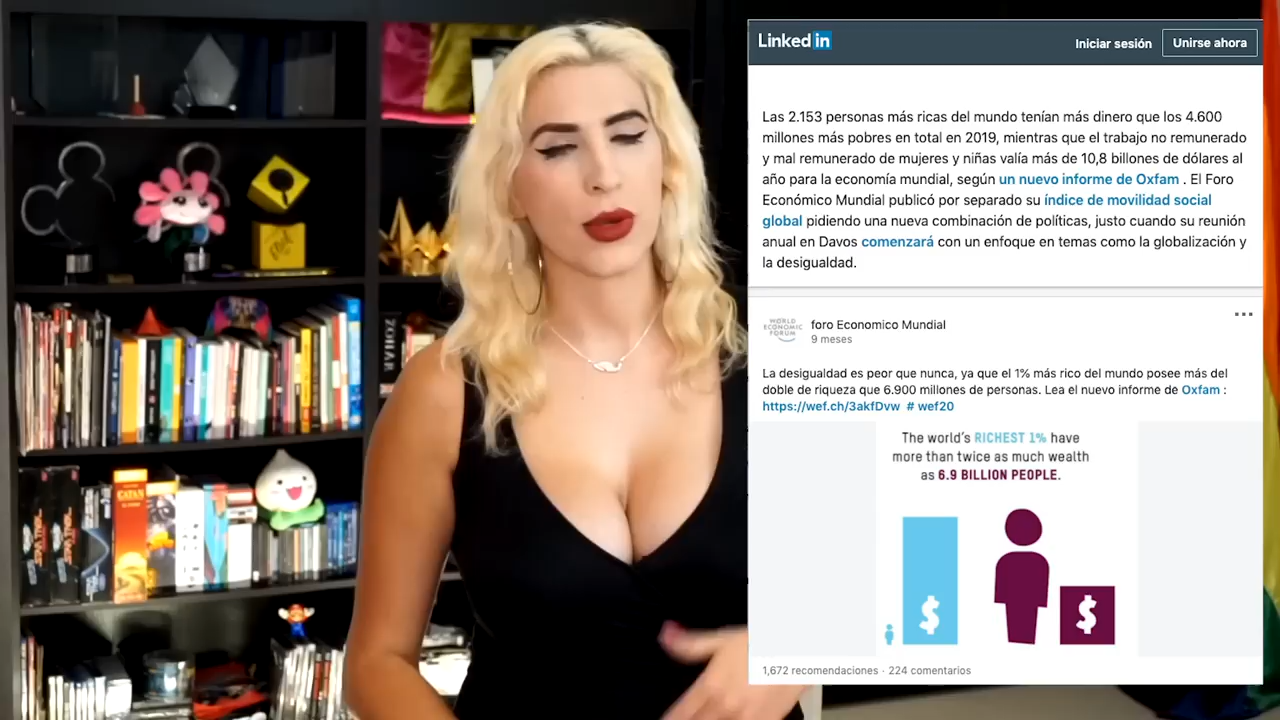 Linked in
Iniciar sesión
Unirse ahora
Las 2.153 personas más ricas del mundo tenían más dinero que los 4.600
millones más pobres en total en 2019, mientras que el trabajo no remunerado
y mal remunerado de mujeres y niñas valía más de 10,8 billones de dólares al
año para la economía mundial, según un nuevo informe de Oxfam . El Foro
Económico Mundial publicó por separado su índice de movilidad social
global pidiendo una nueva combinación de políticas, justo cuando su reunión
anual en Davos comenzará con un enfoque en temas como la globalización y
la desigualdad.
WORLD
ECONOMIC
FORUM
foro Economico Mundial
9 meses
La desigualdad es peor que nunca, ya que el 1% más rico del mundo posee más del
doble de riqueza que 6.900 millones de personas. Lea el nuevo informe de Oxfam :
https://wef.ch/3akfDvw # wef20
The world's RICHEST 1% have
more than twice as much wealth
as 6.9 BILLION PEOPLE.
$
$
1,672 recomendaciones · 224 comentarios
CATAN